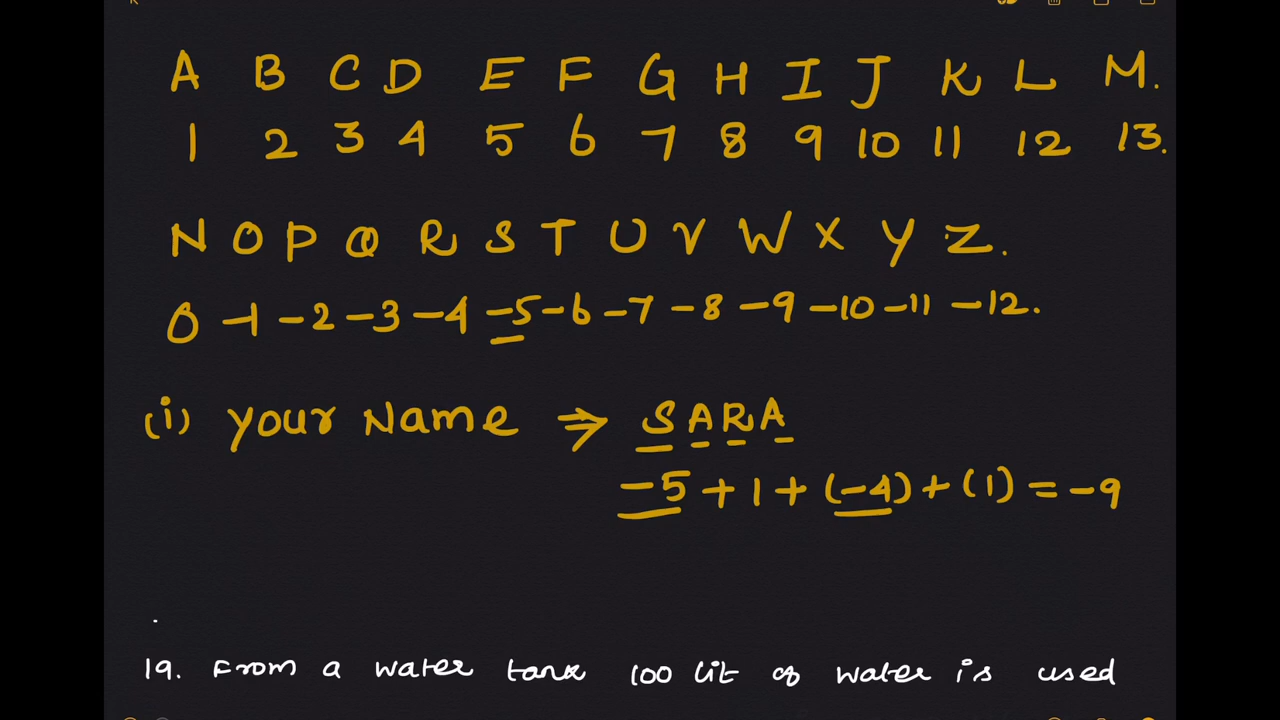 A B C D E F G H I J K L M.
1 2 3 4 5 6 7 8 9 10 11 12 13.
N O P Q R S T U V W X Y Z.
0 -1 -2 -3 -4 -5 -6 -7 -8 -9 -10 -11 -12.
(i) Your Name ⇒ SARA
-5 + 1 + (-4) + (1) = -9
19. From a water tank 100 lit of water is used